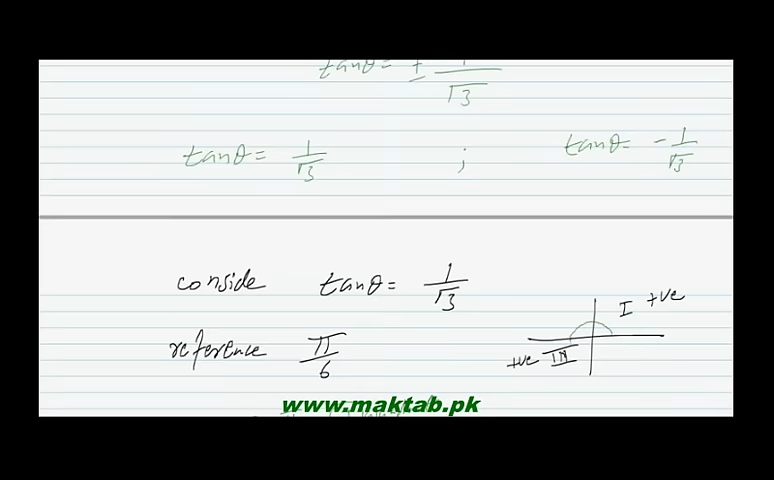 tanθ = ± 1/√3
tanθ = 1/√3 ; tanθ = -1/√3
conside tanθ = 1/√3
I +ve
reference π/6
+ve III
www.maktab.pk